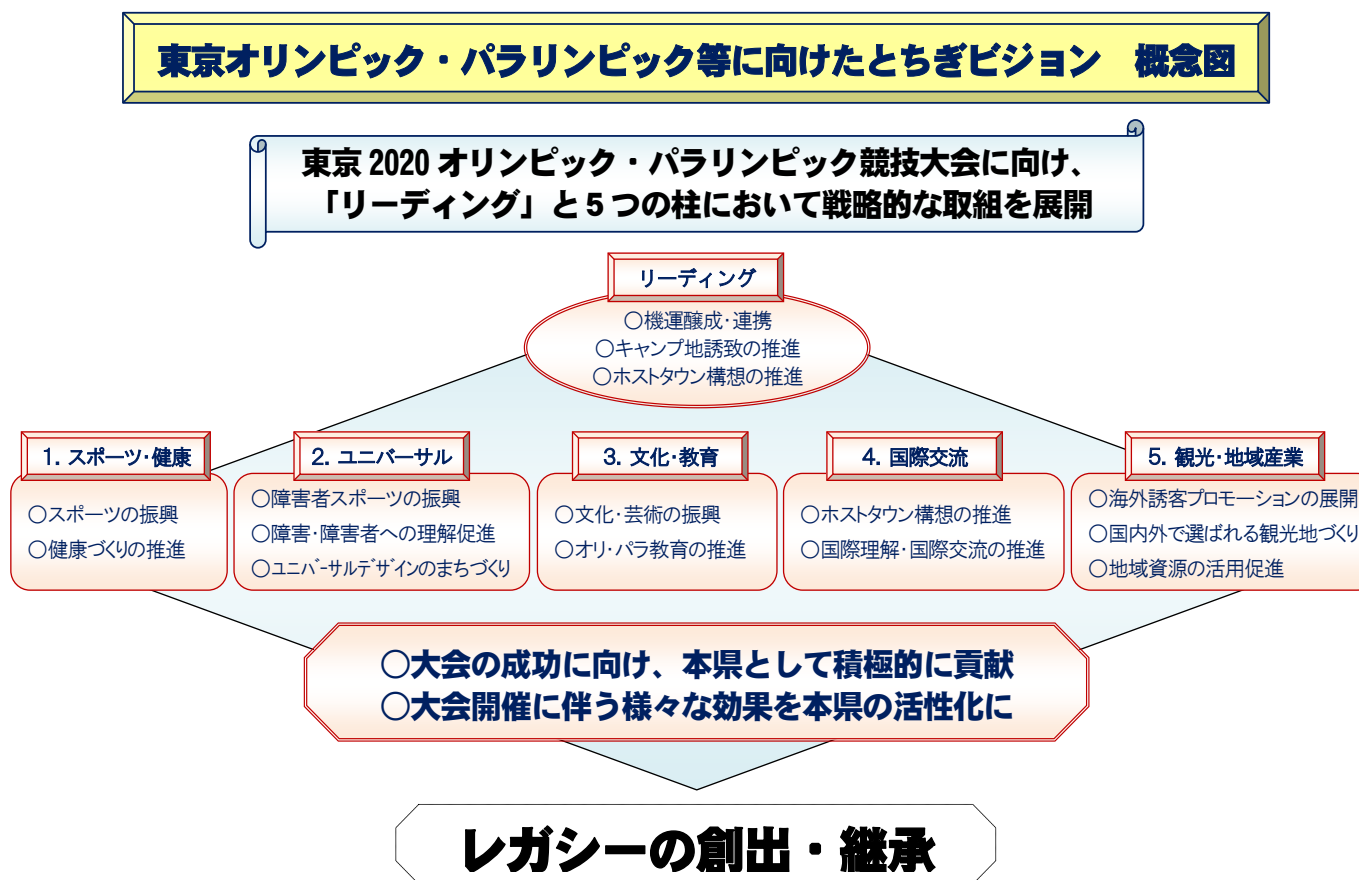 東京オリンピック・パラリンピック等に向けたとちぎビジョン　概念図
東京 2020 オリンピック・パラリンピック競技大会に向け、
「リーディング」と５つの柱において戦略的な取組を展開
リーディング
○機運醸成･連携
○キャンプ地誘致の推進
○ホストタウン構想の推進
1. スポーツ･健康
○スポーツの振興
○健康づくりの推進
2. ユニバーサル
○障害者スポーツの振興
○障害･障害者への理解促進
○ユニバｰサルデザインのまちづくり
3. 文化･教育
○文化･芸術の振興
○オリ･パラ教育の推進
4. 国際交流
○ホストタウン構想の推進
○国際理解･国際交流の推進
5. 観光･地域産業
○海外誘客プロモーションの展開
○国内外で選ばれる観光地づくり
○地域資源の活用促進
○大会の成功に向け、本県として積極的に貢献
○大会開催に伴う様々な効果を本県の活性化に
レガシーの創出・継承